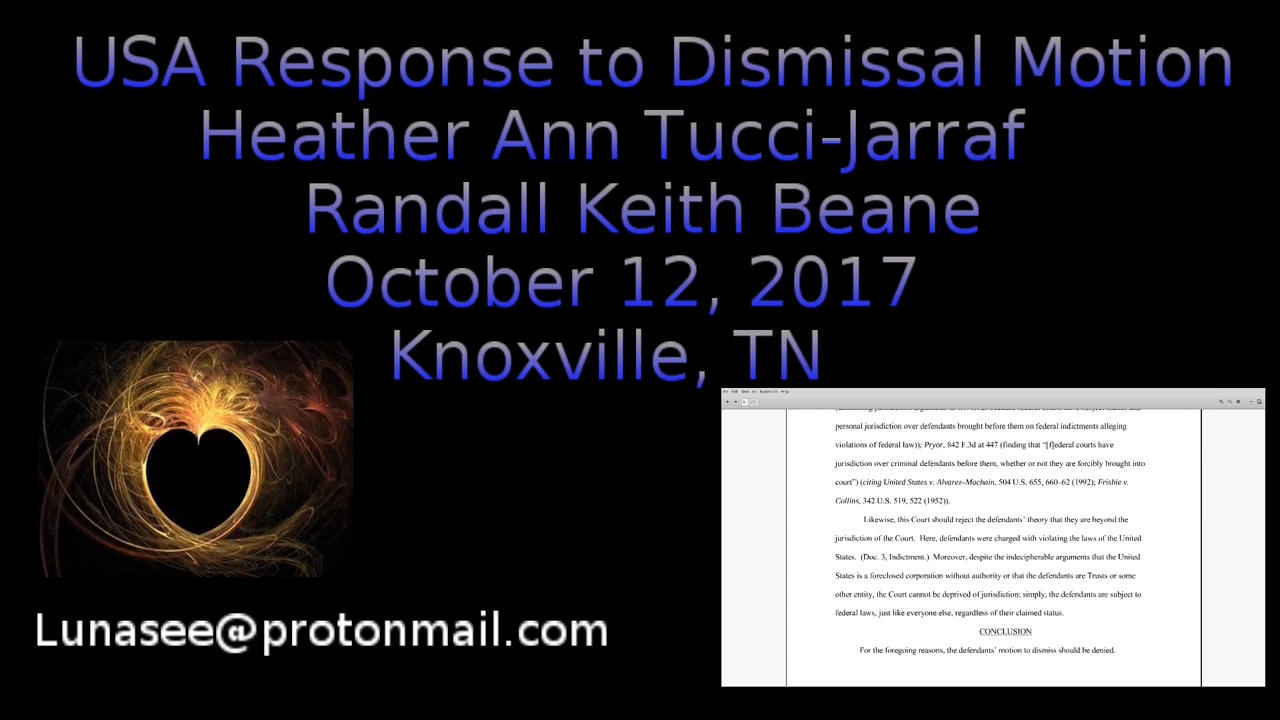 USA Response to Dismissal Motion
Heather Ann Tucci-Jarraf
Randall Keith Beane
October 12, 2017
Knoxville, TN
Lunasee@protonmail.com
personal jurisdiction over defendants brought before them on federal indictments alleging
violations of federal law)); Pryor, 842 F.3d at 447 (finding that “[f]ederal courts have
jurisdiction over criminal defendants before them, whether or not they are forcibly brought into
court”) (citing United States v. Alvarez–Machain, 504 U.S. 655, 660–62 (1992); Frisbie v.
Collins, 342 U.S. 519, 522 (1952)).
Likewise, this Court should reject the defendants’ theory that they are beyond the
jurisdiction of the Court. Here, defendants were charged with violating the laws of the United
States. (Doc. 3, Indictment.) Moreover, despite the indecipherable arguments that the United
States is a foreclosed corporation without authority or that the defendants are Trusts or some
other entity, the Court cannot be deprived of jurisdiction; simply, the defendants are subject to
federal laws, just like everyone else, regardless of their claimed status.
CONCLUSION
For the foregoing reasons, the defendants’ motion to dismiss should be denied.